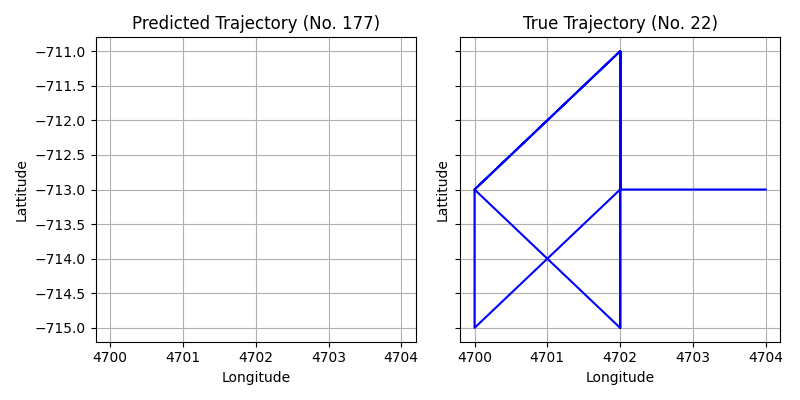 Predicted Trajectory (No. 177)
Lattitude
−711.0
−711.5
−712.0
−712.5
−713.0
−713.5
−714.0
−714.5
−715.0
4700 4701 4702 4703 4704
Longitude
True Trajectory (No. 22)
Lattitude
4700 4701 4702 4703 4704
Longitude